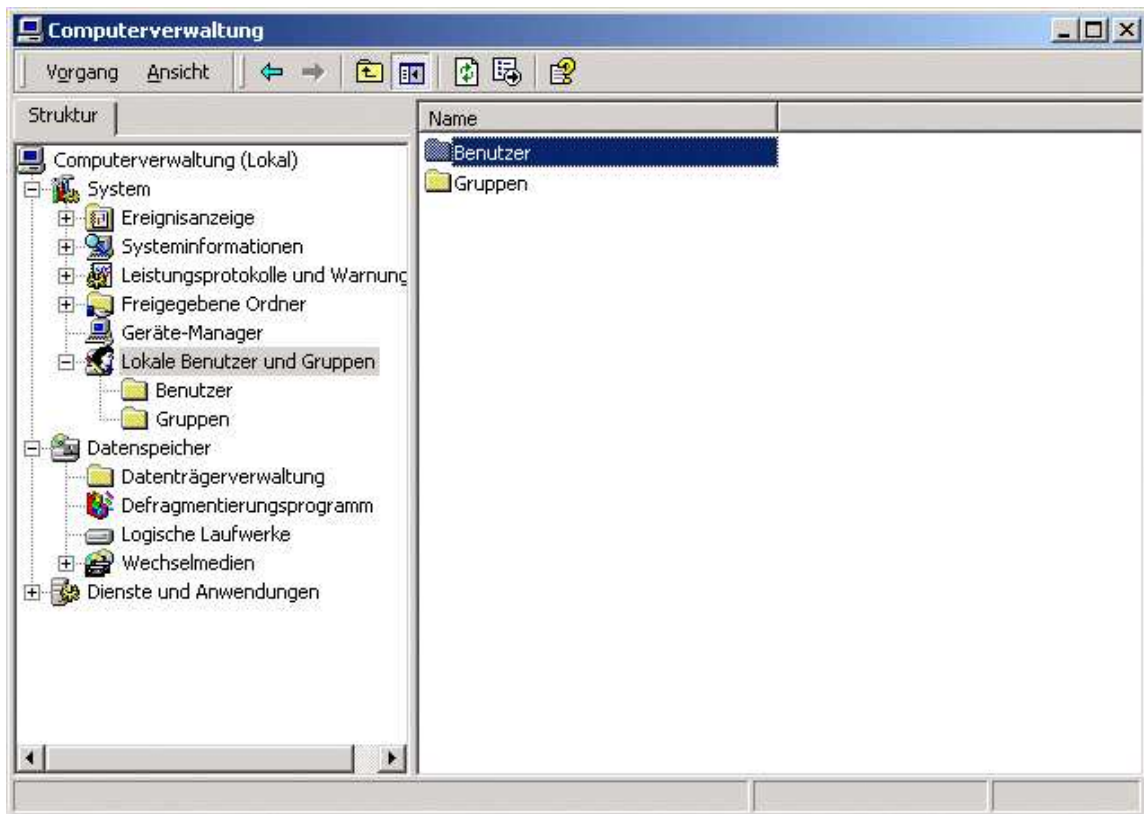 Computerverwaltung
Vorgang Ansicht
Struktur
Computerverwaltung (Lokal)
System
Ereignisanzeige
Systeminformationen
Leistungsprotokolle und Warnung
Freigegebene Ordner
Geräte-Manager
Lokale Benutzer und Gruppen
Benutzer
Gruppen
Datenspeicher
Datenträgerverwaltung
Defragmentierungsprogramm
Logische Laufwerke
Wechselmedien
Dienste und Anwendungen
Name
Benutzer
Gruppen